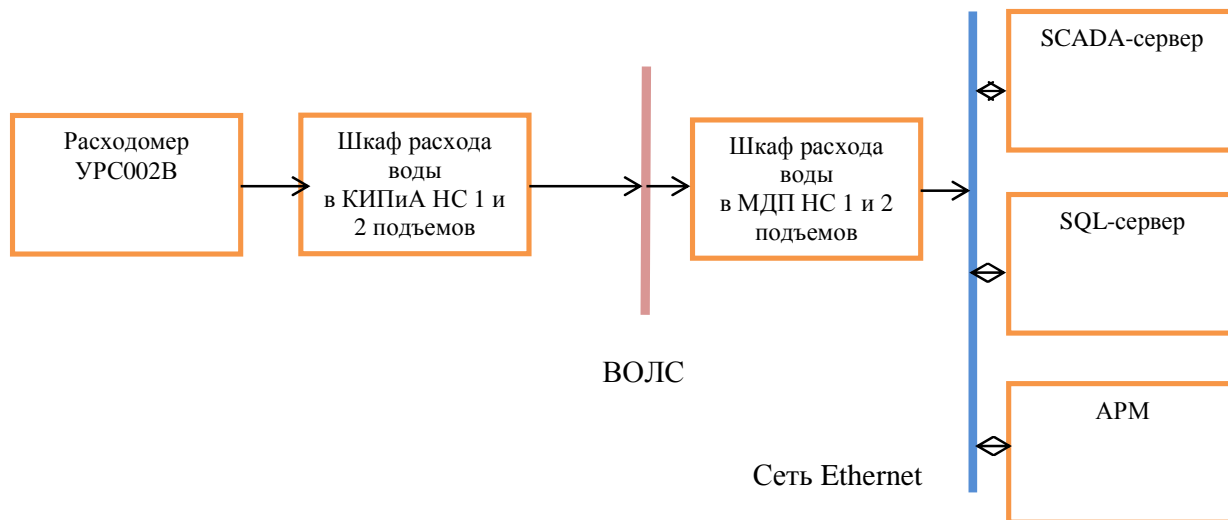 Расходомер
УРС002В
Шкаф расхода
воды
в КИПиА НС 1 и
2 подъемов
ВОЛС
Шкаф расхода
воды
в МДП НС 1 и 2
подъемов
Сеть Ethernet
SCADA-сервер
SQL-сервер
АРМ